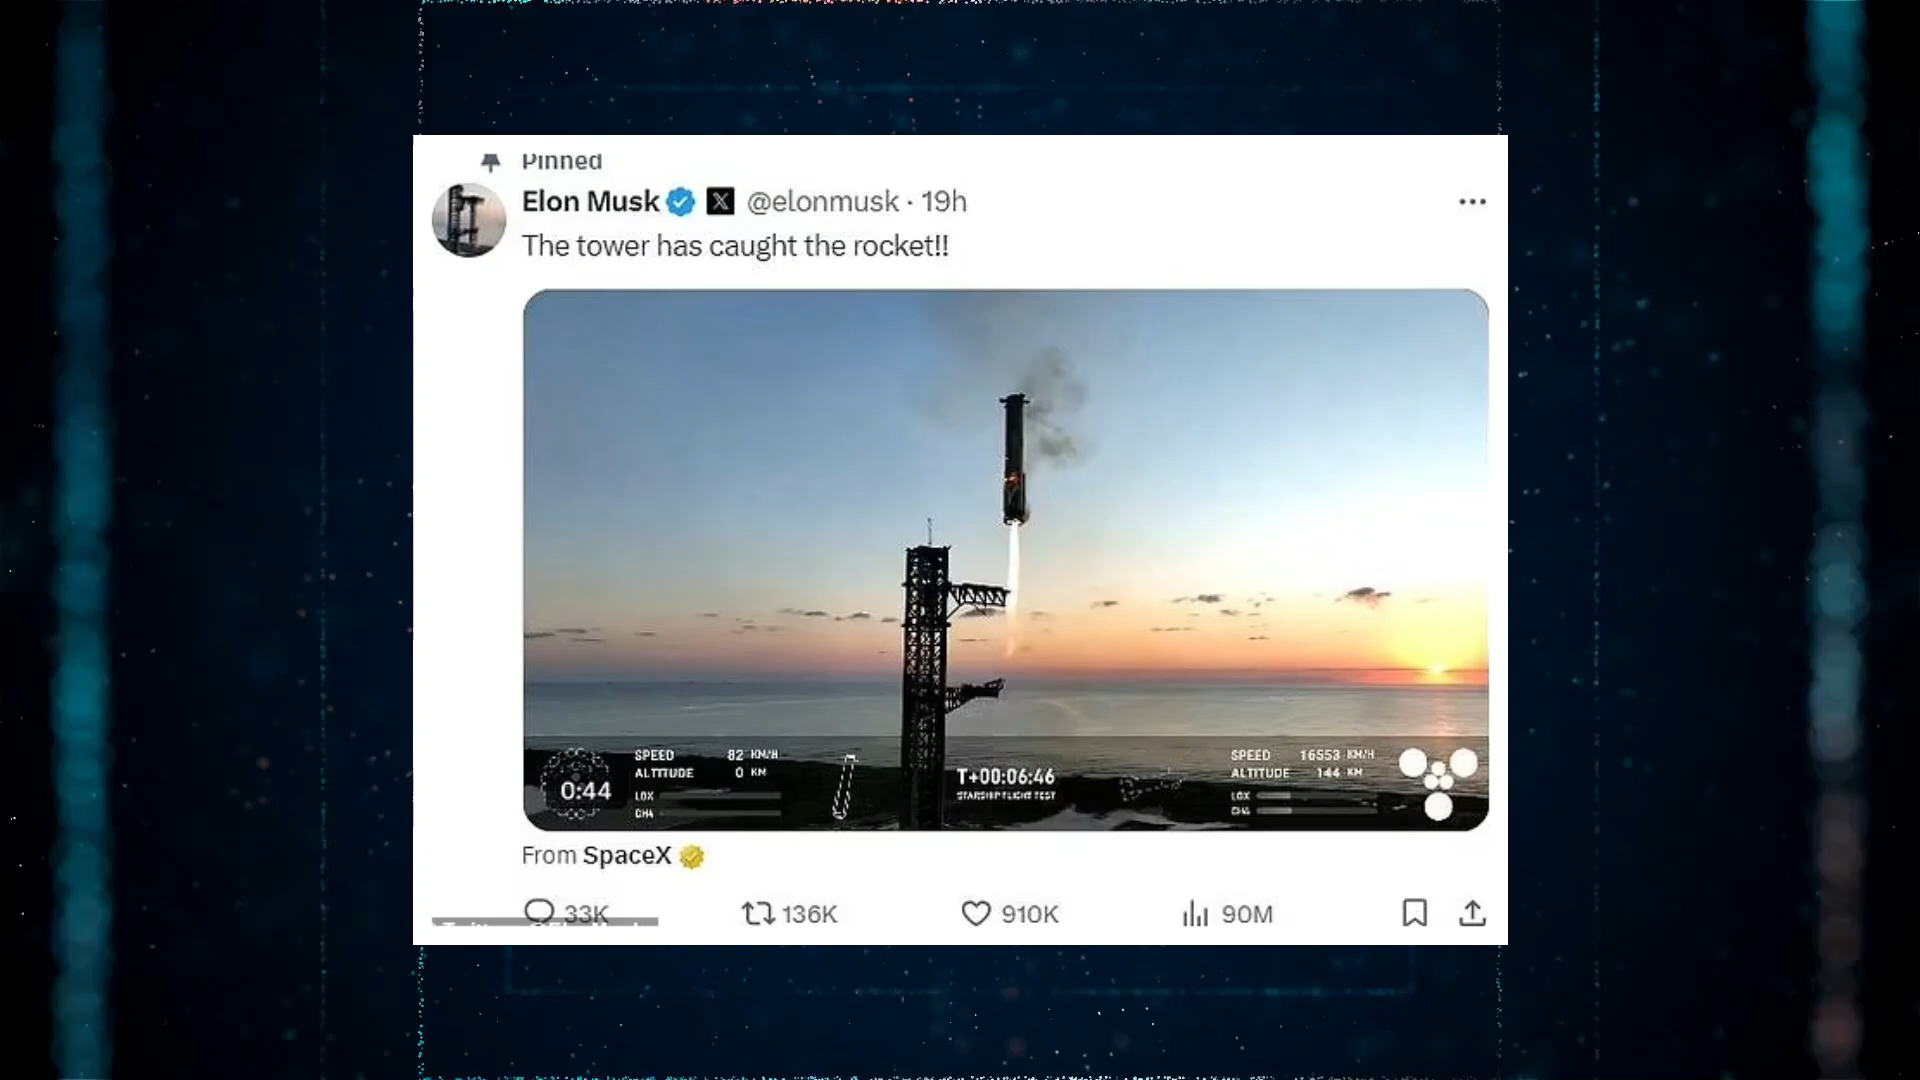 Pinned
Elon Musk @elonmusk · 19h
The tower has caught the rocket!!
SPEED 82 KM/H
ALTITUDE 0 KM
LOX
CH4
0:44
T+00:06:46
STARSHIP FLIGHT TEST
SPEED 16553 KM/H
ALTITUDE 144 KM
LOX
CH4
From SpaceX
33K 136K 910K 90M